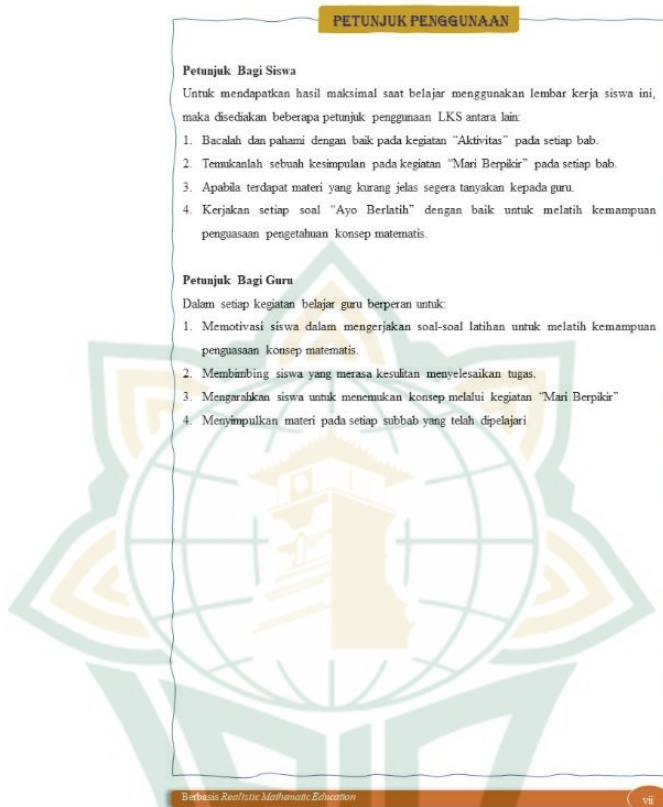 PETUNJUK PENGGUNAAN
Petunjuk Bagi Siswa
Untuk mendapatkan hasil maksimal saat belajar menggunakan lembar kerja siswa ini,
maka disediakan beberapa petunjuk penggunaan LKS antara lain:
1. Bacalah dan pahami dengan baik pada kegiatan “Aktivitas” pada setiap bab.
2. Temukanlah sebuah kesimpulan pada kegiatan “Mari Berpikir” pada setiap bab.
3. Apabila terdapat materi yang kurang jelas segera tanyakan kepada guru.
4. Kerjakan setiap soal “Ayo Berlatih” dengan baik untuk melatih kemampuan
penguasaan pengetahuan konsep matematis.
Petunjuk Bagi Guru
Dalam setiap kegiatan belajar guru berperan untuk:
1. Memotivasi siswa dalam mengerjakan soal-soal latihan untuk melatih kemampuan
penguasaan konsep matematis.
2. Membimbing siswa yang merasa kesulitan menyelesaikan tugas.
3. Mengarahkan siswa untuk menemukan konsep melalui kegiatan “Mari Berpikir”
4. Menyimpulkan materi pada setiap subbab yang telah dipelajari
Berbasis Realistic Mathematic Education
vii